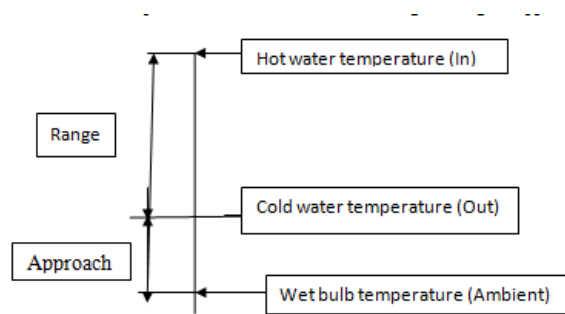 Hot water temperature (In)
Range
Cold water temperature (Out)
Approach
Wet bulb temperature (Ambient)